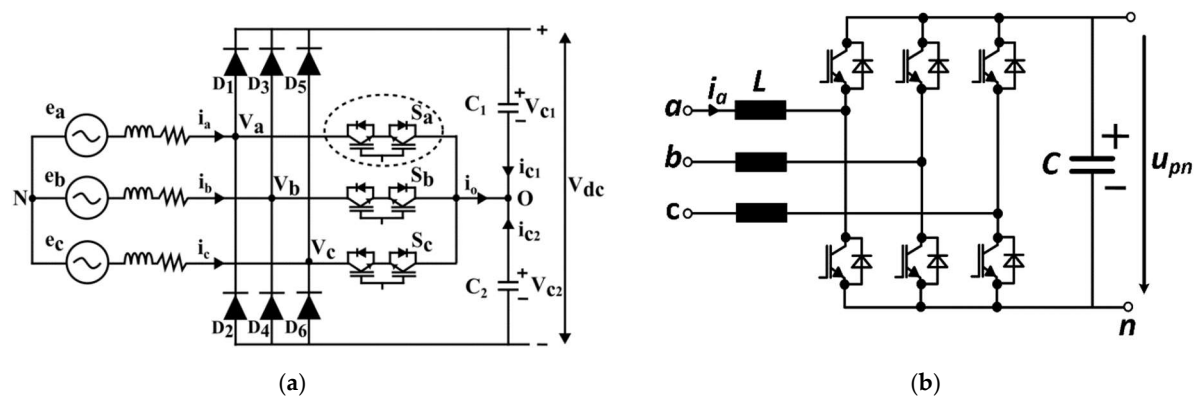 +
D1 D3 D5
ea
ia
Va
Sa
C1
+
Vc1
−
ic1
N
eb
ib
Vb
Sb
io
O
Vdc
ic2
ec
ic
Vc
Sc
C2
+
Vc2
−
D2 D4 D6
−
(a)
a
ia
L
b
c
C
+
−
upn
n
(b)